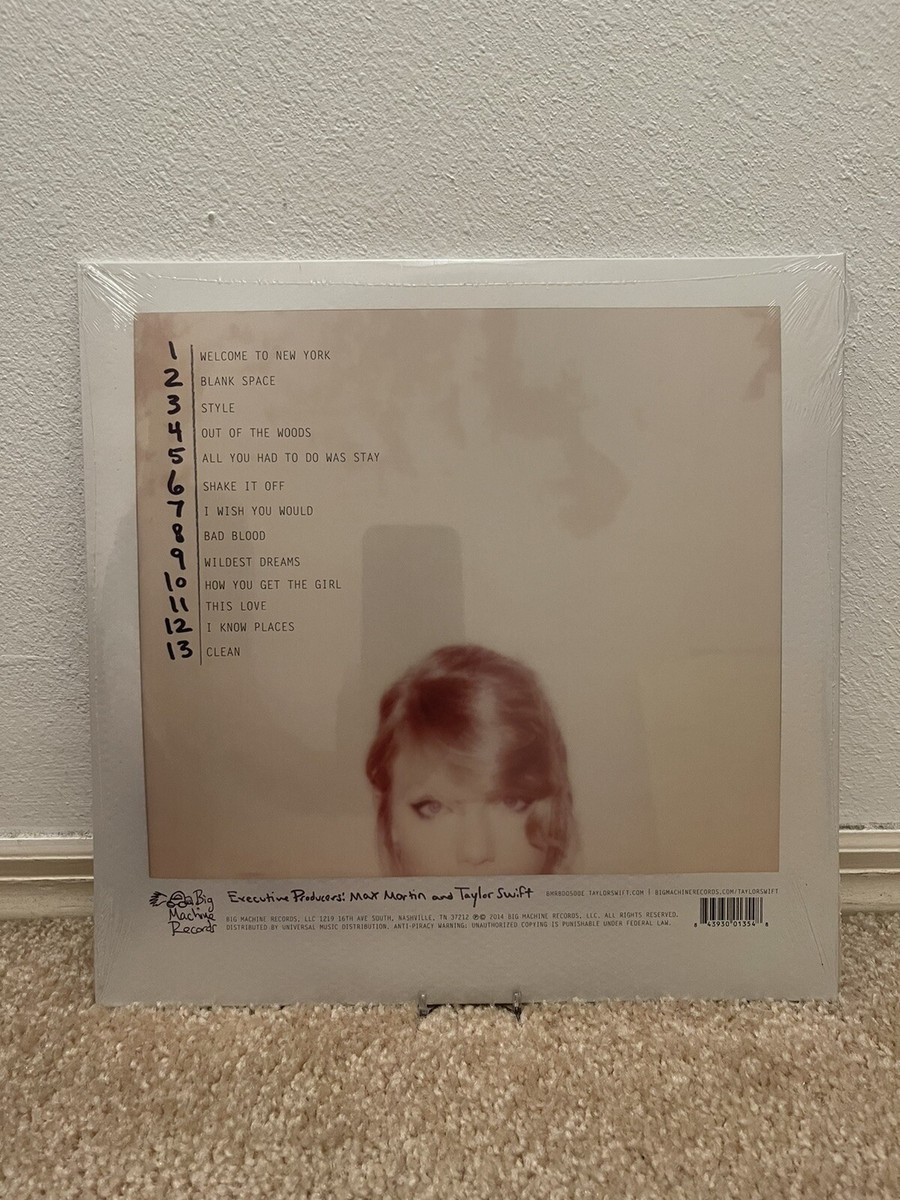 1 WELCOME TO NEW YORK
2 BLANK SPACE
3 STYLE
4 OUT OF THE WOODS
5 ALL YOU HAD TO DO WAS STAY
6 SHAKE IT OFF
7 I WISH YOU WOULD
8 BAD BLOOD
9 WILDEST DREAMS
10 HOW YOU GET THE GIRL
11 THIS LOVE
12 I KNOW PLACES
13 CLEAN
Big
Machine
Records
Executive Producers: Max Martin and Taylor Swift
BMRBD0500E TAYLORSWIFT.COM | BIGMACHINERECORDS.COM/TAYLORSWIFT
BIG MACHINE RECORDS, LLC 1219 16TH AVE SOUTH, NASHVILLE, TN 37212 ℗© 2014 BIG MACHINE RECORDS, LLC. ALL RIGHTS RESERVED.
DISTRIBUTED BY UNIVERSAL MUSIC DISTRIBUTION. ANTI-PIRACY WARNING: UNAUTHORIZED COPYING IS PUNISHABLE UNDER FEDERAL LAW.
8 43930 01354 8